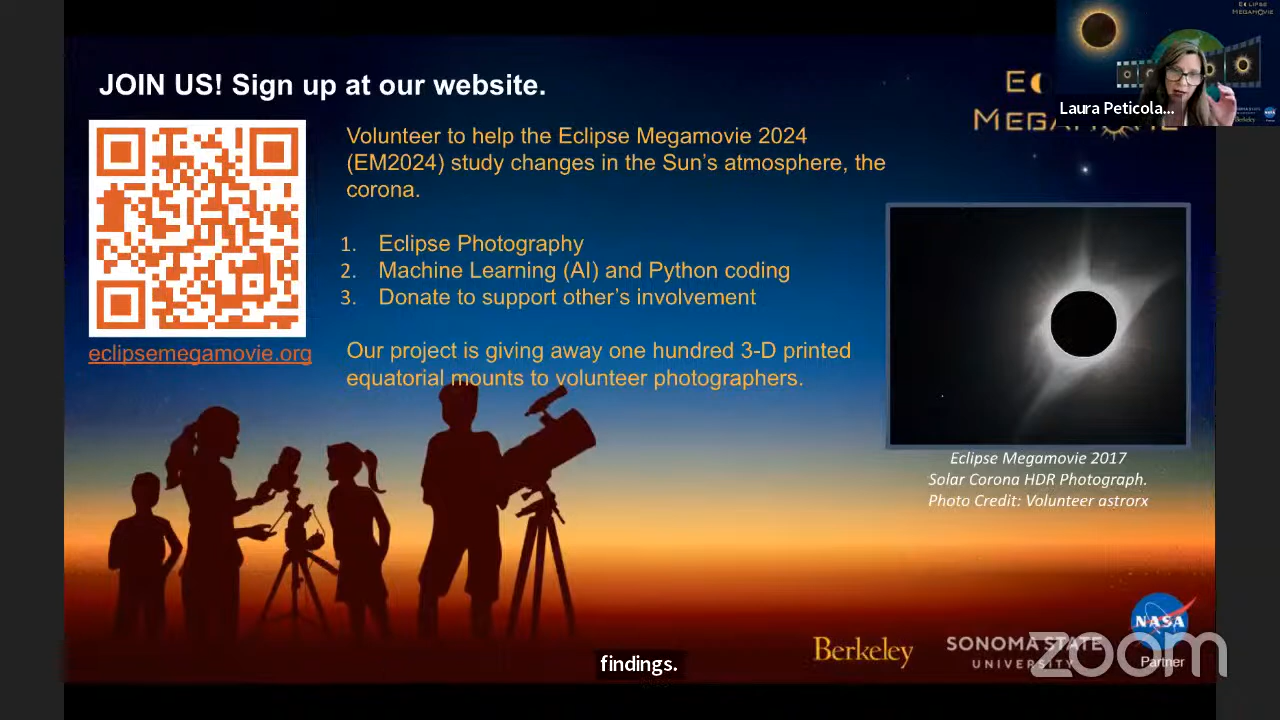 JOIN US! Sign up at our website.
eclipsemegamovie.org
Volunteer to help the Eclipse Megamovie 2024
(EM2024) study changes in the Sun's atmosphere, the
corona.
1. Eclipse Photography
2. Machine Learning (AI) and Python coding
3. Donate to support other's involvement
Our project is giving away one hundred 3-D printed
equatorial mounts to volunteer photographers.
Laura Peticola...
Eclipse Megamovie 2017
Solar Corona HDR Photograph.
Photo Credit: Volunteer astrorx
Berkeley
SONOMA STATE
UNIVERSITY
NASA
Partner
zoom
findings.